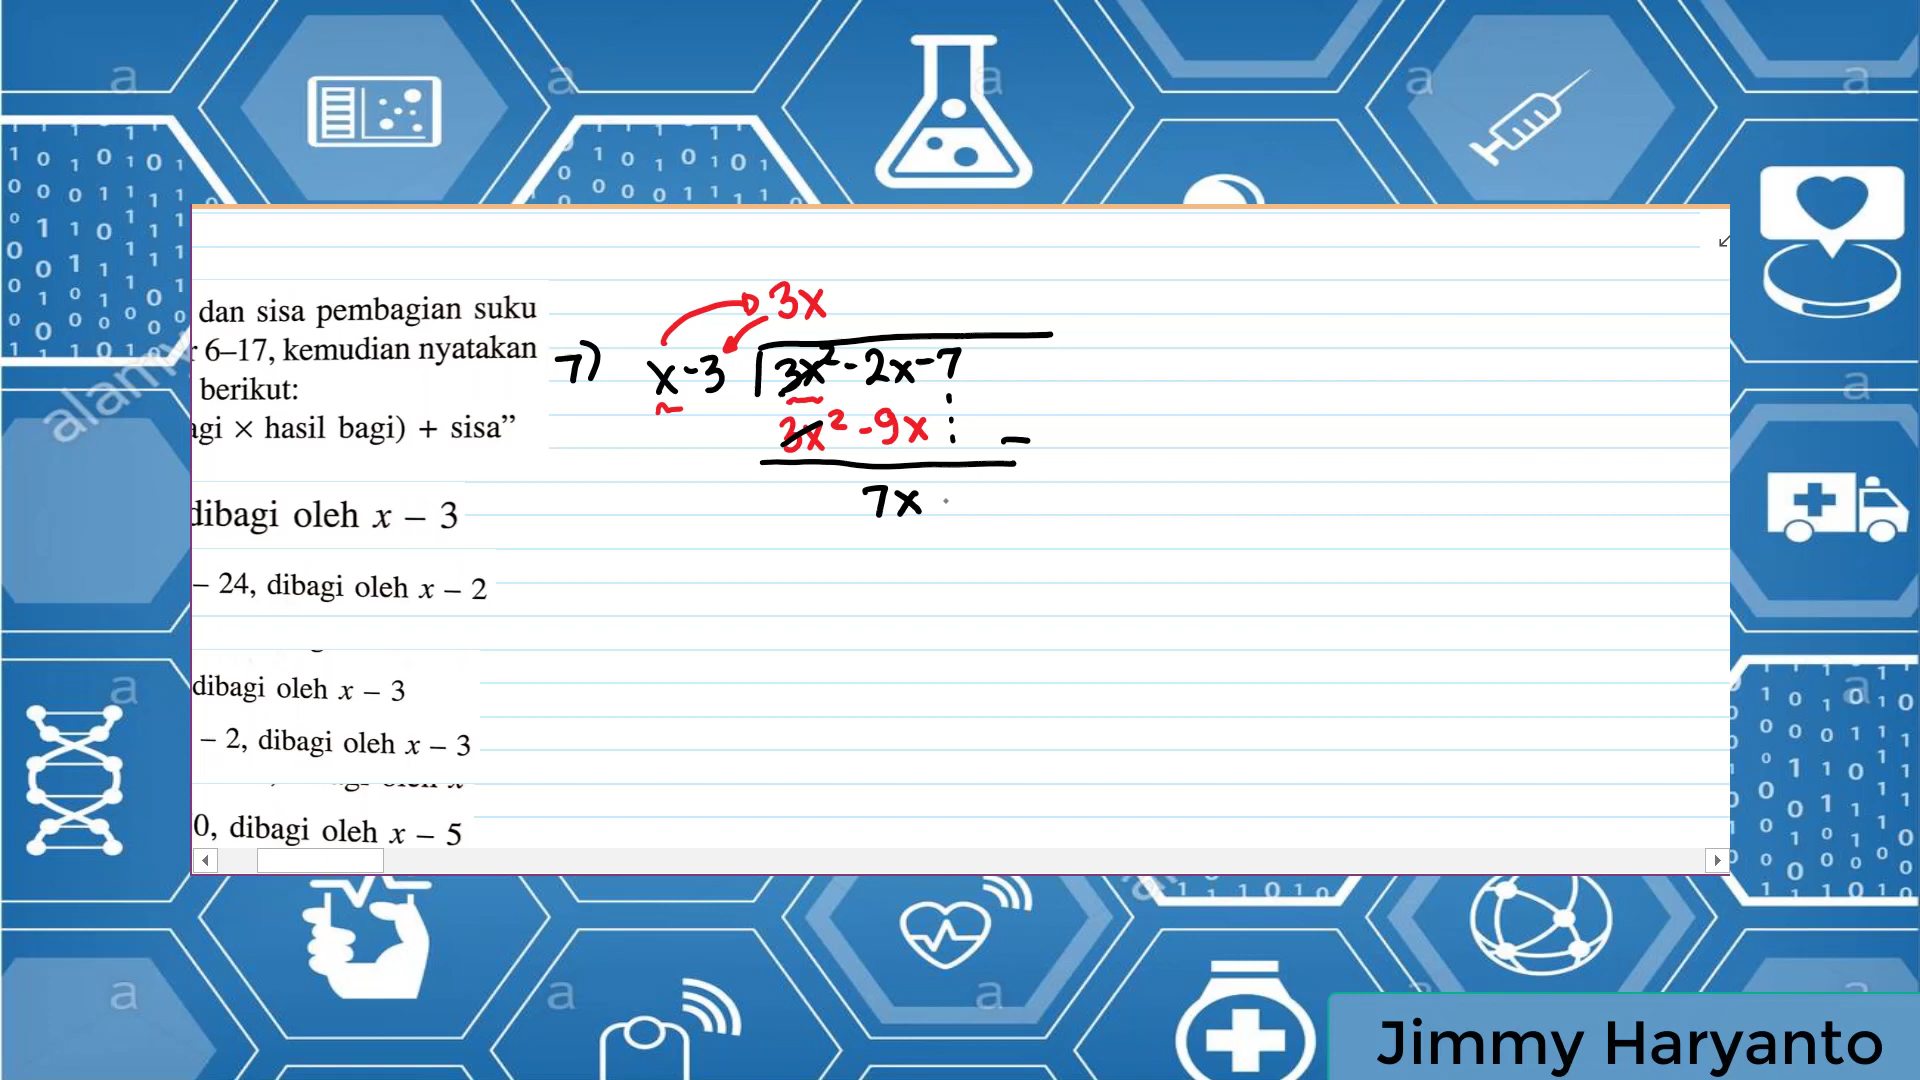 dan sisa pembagian suku
6–17, kemudian nyatakan
berikut:
agi × hasil bagi) + sisa”
dibagi oleh x – 3
– 24, dibagi oleh x – 2
dibagi oleh x – 3
– 2, dibagi oleh x – 3
0, dibagi oleh x – 5
3x
7) x-3 3x²-2x-7
3x²-9x -
7x
alamy
Jimmy Haryanto